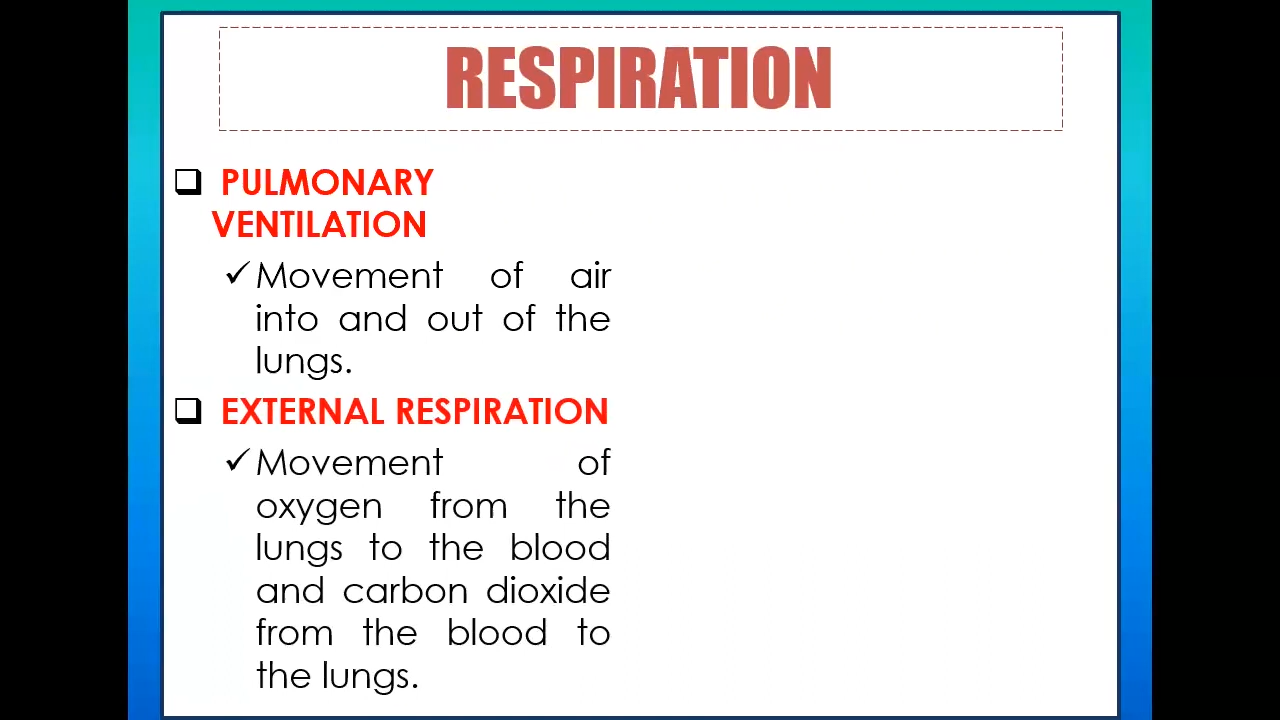 RESPIRATION
❑ PULMONARY
VENTILATION
✓Movement of air
into and out of the
lungs.
❑ EXTERNAL RESPIRATION
✓Movement of
oxygen from the
lungs to the blood
and carbon dioxide
from the blood to
the lungs.